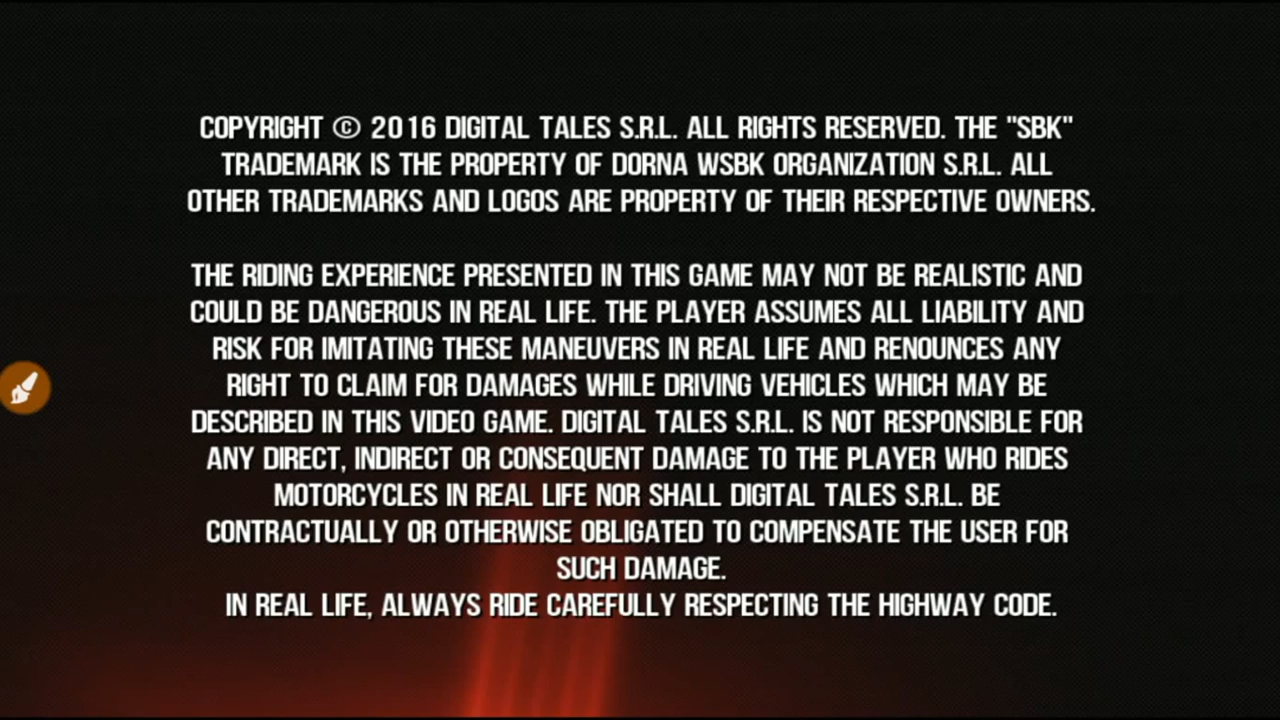 COPYRIGHT © 2016 DIGITAL TALES S.R.L. ALL RIGHTS RESERVED. THE "SBK"
TRADEMARK IS THE PROPERTY OF DORNA WSBK ORGANIZATION S.R.L. ALL
OTHER TRADEMARKS AND LOGOS ARE PROPERTY OF THEIR RESPECTIVE OWNERS.
THE RIDING EXPERIENCE PRESENTED IN THIS GAME MAY NOT BE REALISTIC AND
COULD BE DANGEROUS IN REAL LIFE. THE PLAYER ASSUMES ALL LIABILITY AND
RISK FOR IMITATING THESE MANEUVERS IN REAL LIFE AND RENOUNCES ANY
RIGHT TO CLAIM FOR DAMAGES WHILE DRIVING VEHICLES WHICH MAY BE
DESCRIBED IN THIS VIDEO GAME. DIGITAL TALES S.R.L. IS NOT RESPONSIBLE FOR
ANY DIRECT, INDIRECT OR CONSEQUENT DAMAGE TO THE PLAYER WHO RIDES
MOTORCYCLES IN REAL LIFE NOR SHALL DIGITAL TALES S.R.L. BE
CONTRACTUALLY OR OTHERWISE OBLIGATED TO COMPENSATE THE USER FOR
SUCH DAMAGE.
IN REAL LIFE, ALWAYS RIDE CAREFULLY RESPECTING THE HIGHWAY CODE.